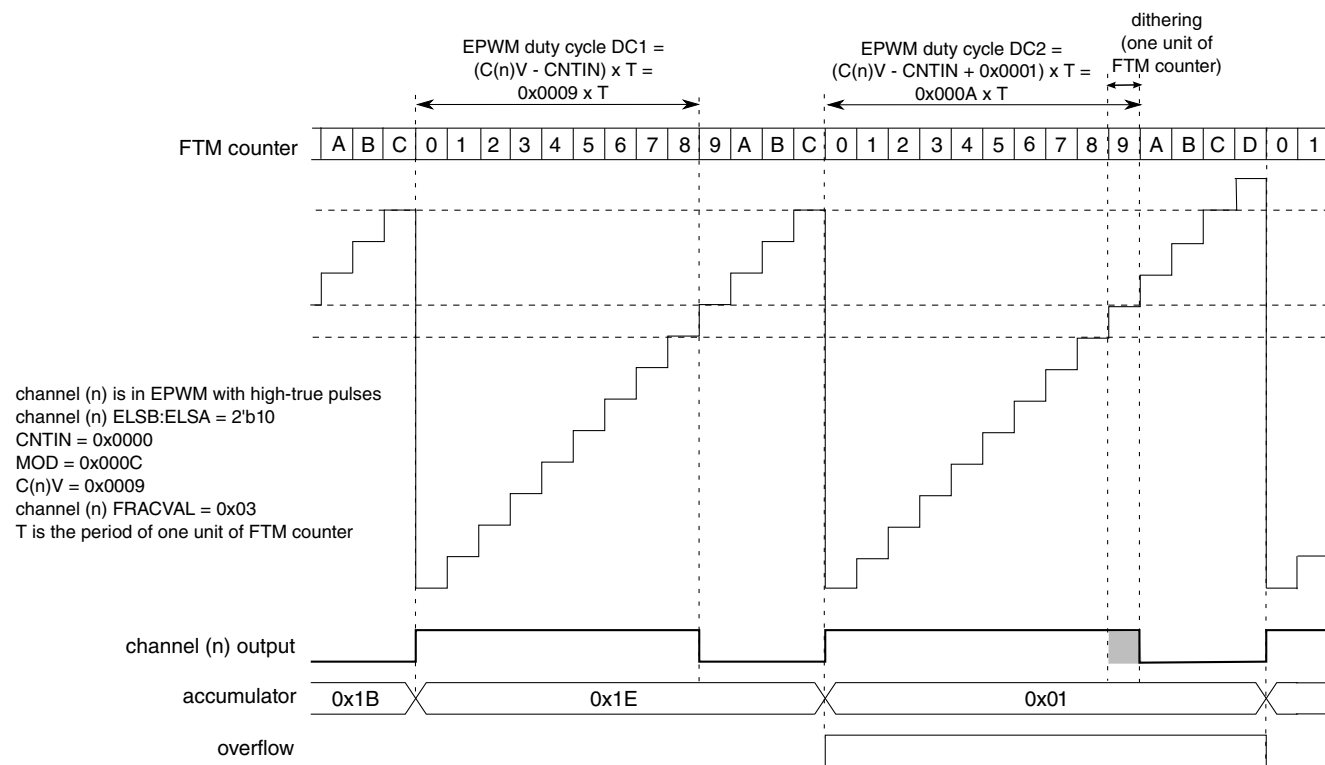 dithering
(one unit of
FTM counter)
EPWM duty cycle DC1 =
(C(n)V - CNTIN) x T =
0x0009 x T
EPWM duty cycle DC2 =
(C(n)V - CNTIN + 0x0001) x T =
0x000A x T
FTM counter
A B C 0 1 2 3 4 5 6 7 8 9 A B C 0 1 2 3 4 5 6 7 8 9 A B C D 0 1
channel (n) is in EPWM with high-true pulses
channel (n) ELSB:ELSA = 2'b10
CNTIN = 0x0000
MOD = 0x000C
C(n)V = 0x0009
channel (n) FRACVAL = 0x03
T is the period of one unit of FTM counter
channel (n) output
accumulator
0x1B
0x1E
0x01
overflow